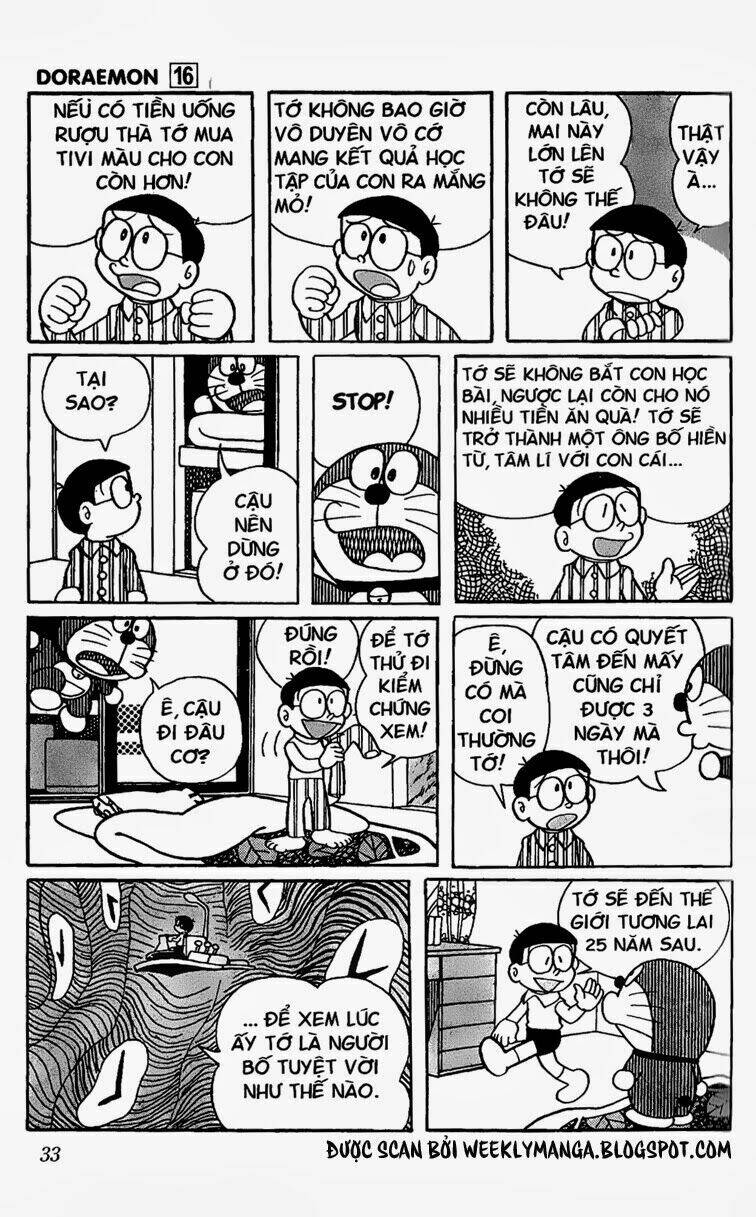 DORAEMON 16
THẬT
VẬY
À...
CÒN LÂU,
MAI NÀY
LỚN LÊN
TỚ SẼ
KHÔNG THẾ
ĐÂU!
TỚ KHÔNG BAO GIỜ
VÔ DUYÊN VÔ CỚ
MANG KẾT QUẢ HỌC
TẬP CỦA CON RA MẮNG
MỎ!
NẾU CÓ TIỀN UỐNG
RƯỢU THÀ TỚ MUA
TIVI MÀU CHO CON
CÒN HƠN!
TỚ SẼ KHÔNG BẮT CON HỌC
BÀI, NGƯỢC LẠI CÒN CHO NÓ
NHIỀU TIỀN ĂN QUÀ! TỚ SẼ
TRỞ THÀNH MỘT ÔNG BỐ HIỀN
TỪ, TÂM LÍ VỚI CON CÁI...
STOP!
CẬU
NÊN
DỪNG
Ở ĐÓ!
TẠI
SAO?
CẬU CÓ QUYẾT
TÂM ĐẾN MẤY
CŨNG CHỈ
ĐƯỢC 3
NGÀY MÀ
THÔI!
Ê,
ĐỪNG
CÓ MÀ
COI
THƯỜNG
TỚ!
ĐÚNG
RỒI!
ĐỂ TỚ
THỬ ĐI
KIỂM
CHỨNG
XEM!
Ê, CẬU
ĐI ĐÂU
CƠ?
TỚ SẼ ĐẾN THẾ
GIỚI TƯƠNG LAI
25 NĂM SAU.
... ĐỂ XEM LÚC
ẤY TỚ LÀ NGƯỜI
BỐ TUYỆT VỜI
NHƯ THẾ NÀO.
33
ĐƯỢC SCAN BỞI WEEKLYMANGA.BLOGSPOT.COM